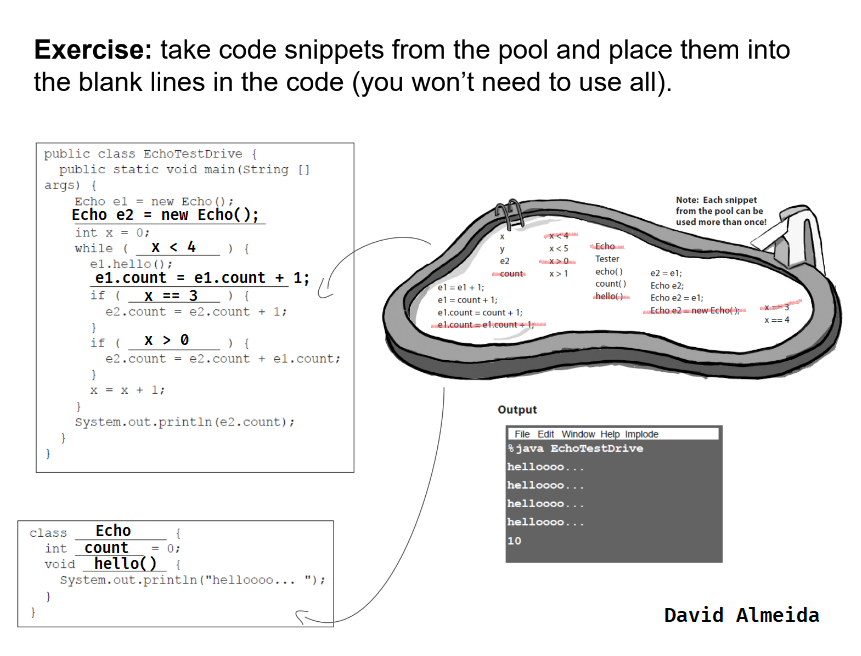 Exercise: take code snippets from the pool and place them into
the blank lines in the code (you won't need to use all).
public class EchoTestDrive {
public static void main(String []
args) {
Echo e1 = new Echo();
Echo e2 = new Echo();
int x = 0;
while ( x < 4 ) {
e1.hello();
e1.count = e1.count + 1;
if ( x == 3 ) {
e2.count = e2.count + 1;
}
if ( x > 0 ) {
e2.count = e2.count + e1.count;
}
x = x + 1;
}
System.out.println(e2.count);
}
}
class Echo {
int count = 0;
void hello() {
System.out.println("helloooo... ");
}
}
Note: Each snippet
from the pool can be
used more than once!
x
y
e2
count
e1 = e1 + 1;
e1 = count + 1;
e1.count = count + 1;
e1.count = e1.count + 1;
x < 4
x < 5
x > 0
x > 1
Echo
Tester
echo( )
count( )
hello( )
e2 = e1;
Echo e2;
Echo e2 = e1;
Echo e2 = new Echo( );
x == 3
x == 4
Output
File Edit Window Help Implode
%java EchoTestDrive
helloooo...
helloooo...
helloooo...
helloooo...
10
David Almeida